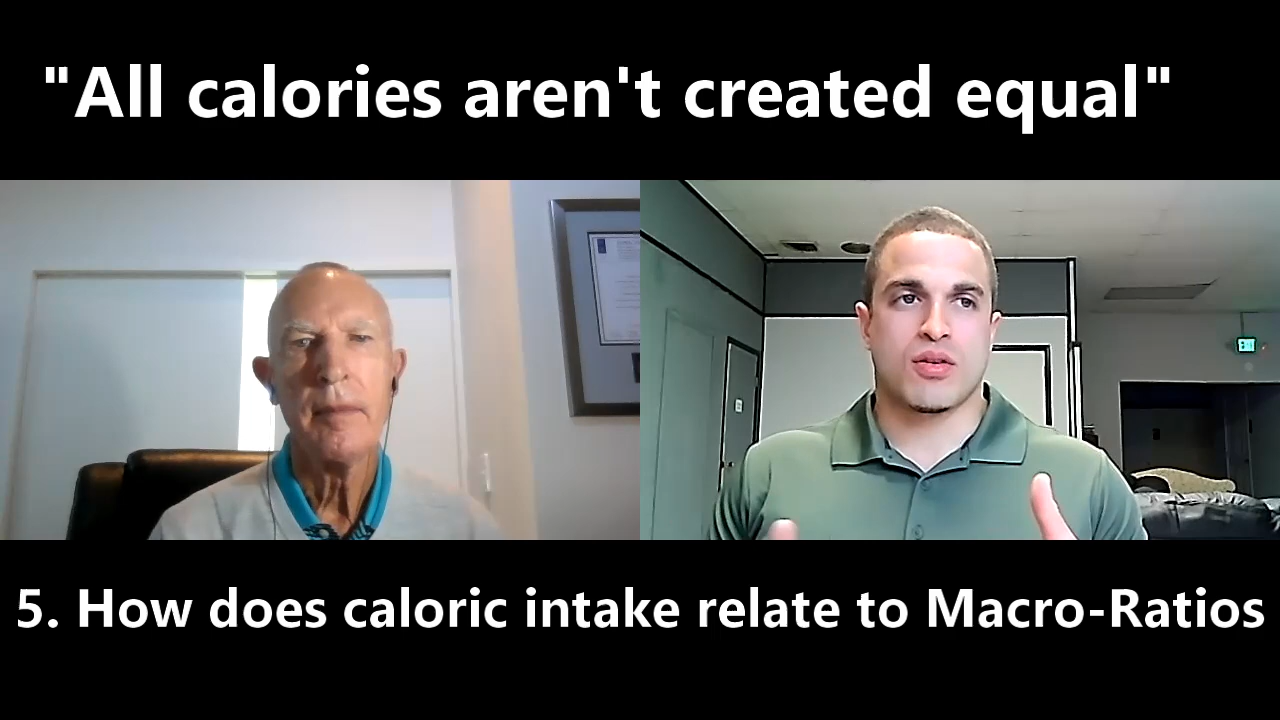 "All calories aren't created equal"
5. How does caloric intake relate to Macro-Ratios